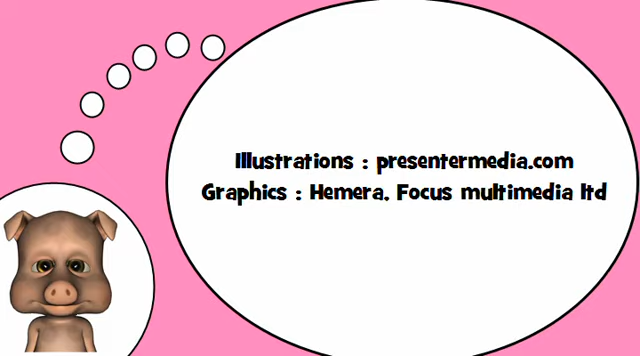 Illustrations : presentermedia.com
Graphics : Hemera. Focus multimedia ltd